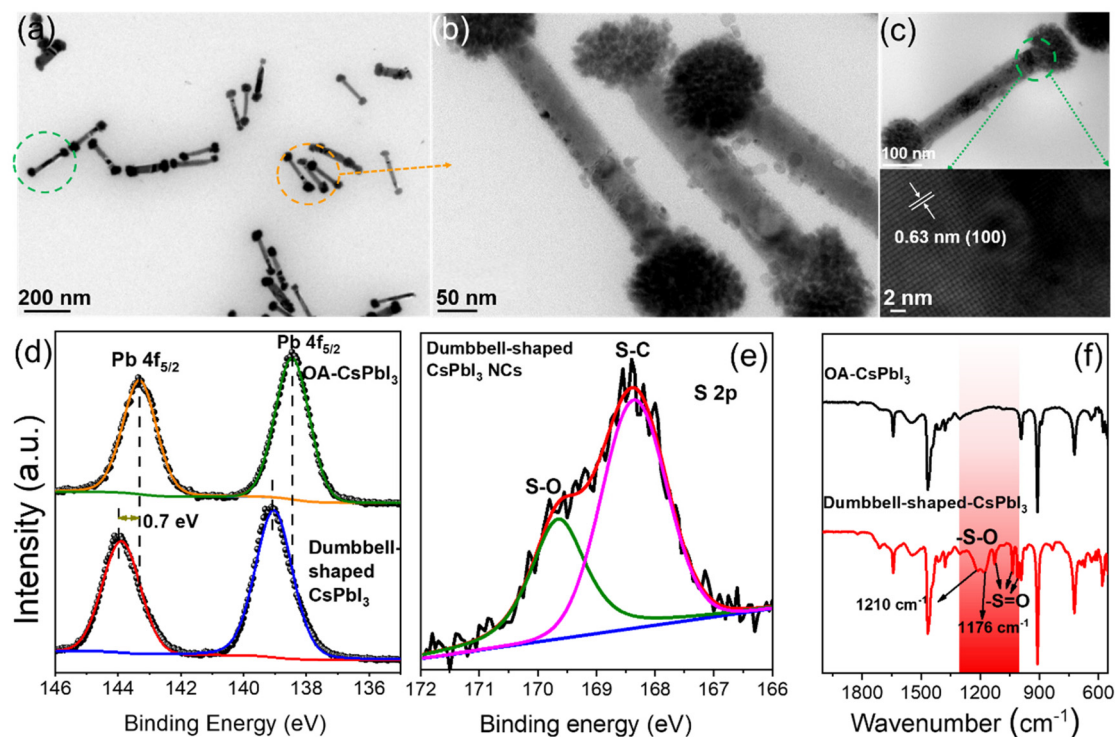 (a)
200 nm
(b)
50 nm
(c)
100 nm
0.63 nm (100)
2 nm
(d)
Pb 4f5/2
Pb 4f5/2
OA-CsPbI3
0.7 eV
Dumbbell-
shaped
CsPbI3
Intensity (a.u.)
146 144 142 140 138 136
Binding Energy (eV)
Dumbbell-shaped
CsPbI3 NCs
S-C
(e)
S 2p
S-O
172 171 170 169 168 167 166
Binding energy (eV)
(f)
OA-CsPbI3
Dumbbell-shaped-CsPbI3
-S-O
1210 cm-1
-S=O
1176 cm-1
1800 1500 1200 900 600
Wavenumber (cm-1)